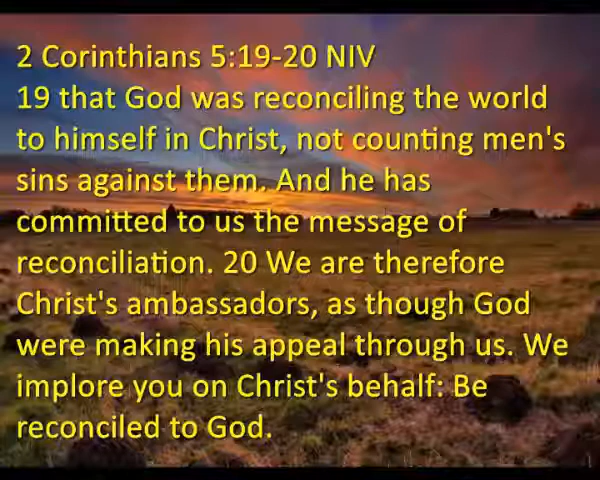 2 Corinthians 5:19-20 NIV
19 that God was reconciling the world
to himself in Christ, not counting men's
sins against them. And he has
committed to us the message of
reconciliation. 20 We are therefore
Christ's ambassadors, as though God
were making his appeal through us. We
implore you on Christ's behalf: Be
reconciled to God.